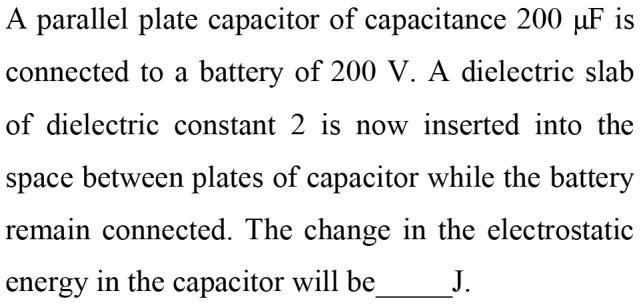 A parallel plate capacitor of capacitance 200 μF is
connected to a battery of 200 V. A dielectric slab
of dielectric constant 2 is now inserted into the
space between plates of capacitor while the battery
remain connected. The change in the electrostatic
energy in the capacitor will be_____J.